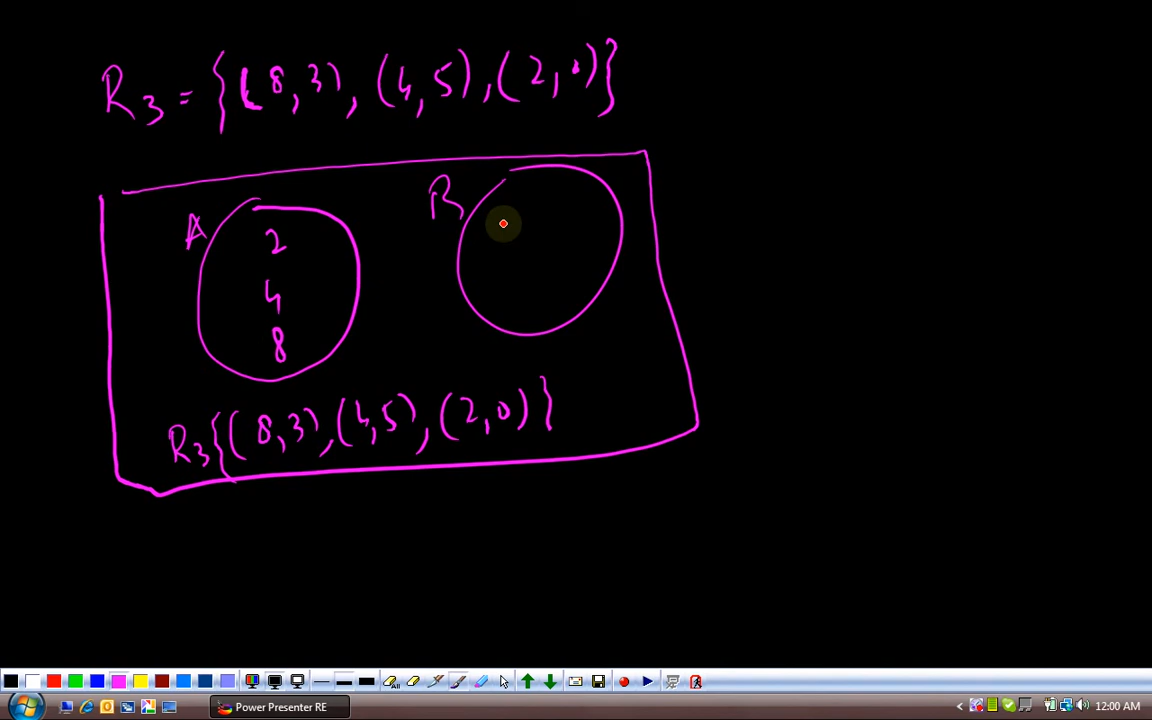 R3 = {(8,3), (4,5), (2,0)}
A
R
2
4
8
R3{(8,3),(4,5),(2,0)}
All
Power Presenter RE
12:00 AM